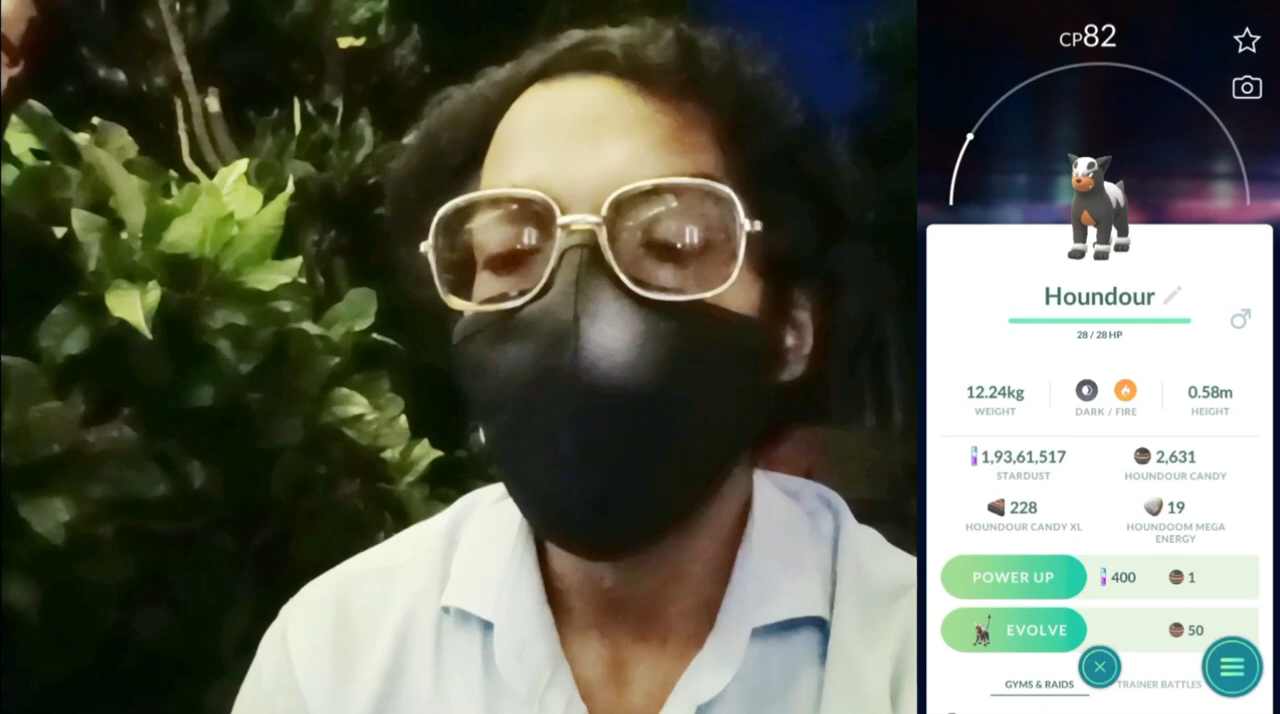 CP82
Houndour
28 / 28 HP
12.24kg
WEIGHT
DARK / FIRE
0.58m
HEIGHT
1,93,61,517
STARDUST
2,631
HOUNDOUR CANDY
228
HOUNDOUR CANDY XL
19
HOUNDOOM MEGA
ENERGY
POWER UP
400
1
EVOLVE
50
GYMS & RAIDS
TRAINER BATTLES